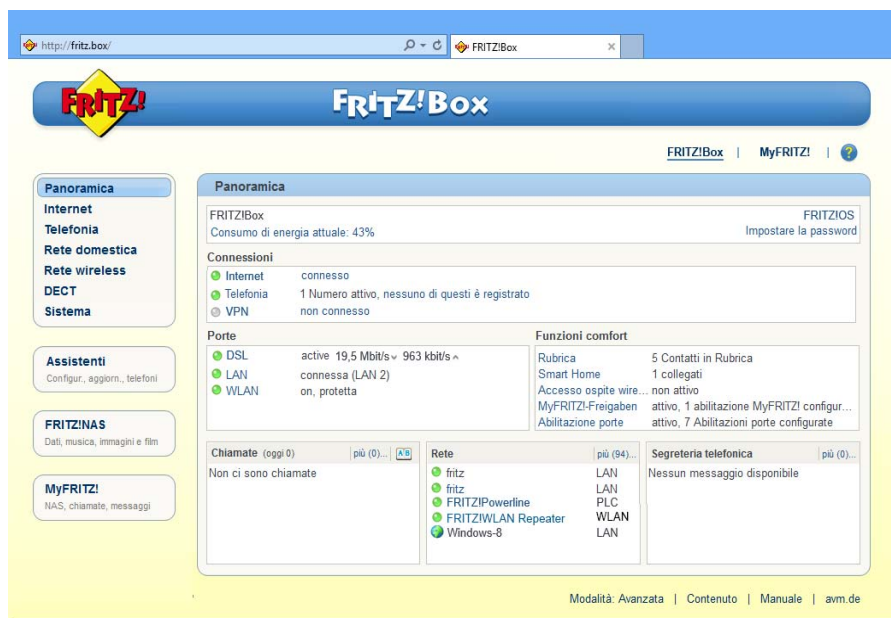 http://fritz.box/
FRITZ!Box
FRITZ!
FRITZ!BOX
FRITZ!Box | MyFRITZ! | ?
Panoramica
Internet
Telefonia
Rete domestica
Rete wireless
DECT
Sistema
Assistenti
Configur., aggiorn., telefoni
FRITZ!NAS
Dati, musica, immagini e film
MyFRITZ!
NAS, chiamate, messaggi
Panoramica
FRITZ!Box FRITZ!OS
Consumo di energia attuale: 43% Impostare la password
Connessioni
Internet connesso
Telefonia 1 Numero attivo, nessuno di questi è registrato
VPN non connesso
Porte
DSL active 19,5 Mbit/s 963 kbit/s
LAN connessa (LAN 2)
WLAN on, protetta
Funzioni comfort
Rubrica 5 Contatti in Rubrica
Smart Home 1 collegati
Accesso ospite wire... non attivo
MyFRITZ!-Freigaben attivo, 1 abilitazione MyFRITZ! configur...
Abilitazione porte attivo, 7 Abilitazioni porte configurate
Chiamate (oggi 0) più (0)...
Non ci sono chiamate
Rete più (94)...
fritz LAN
fritz LAN
FRITZ!Powerline PLC
FRITZ!WLAN Repeater WLAN
Windows-8 LAN
Segreteria telefonica più (0)...
Nessun messaggio disponibile
Modalità: Avanzata | Contenuto | Manuale | avm.de